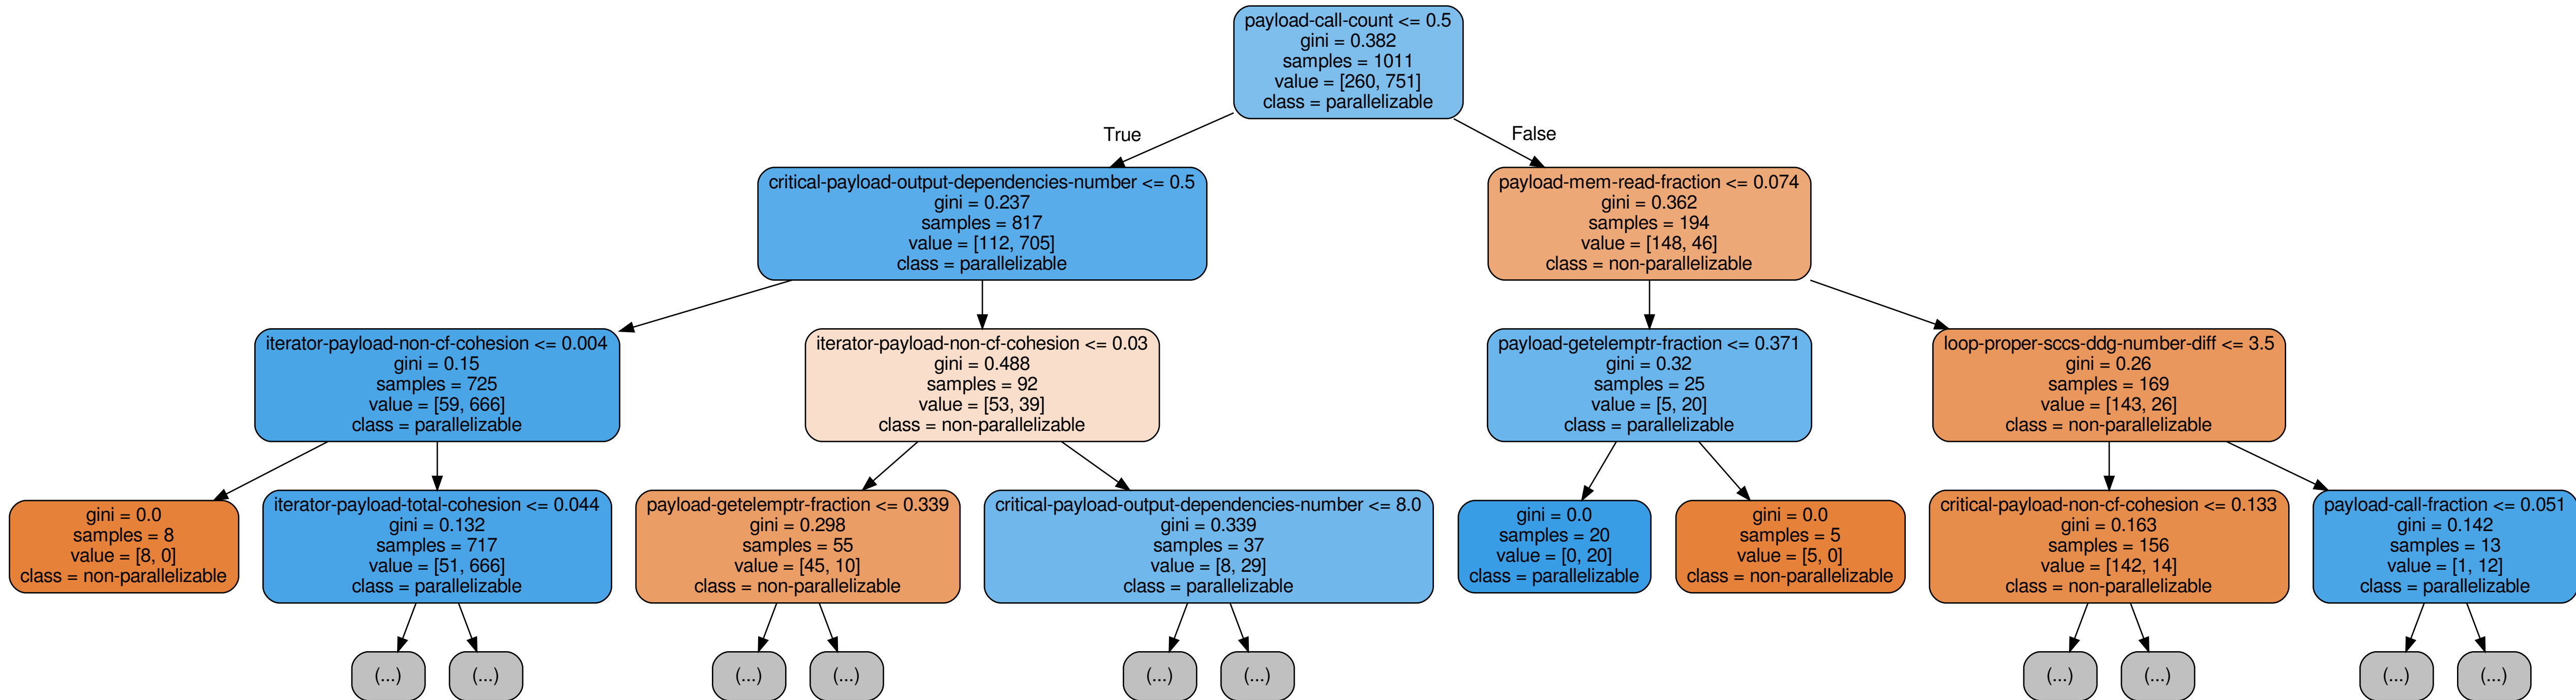 payload-call-count <= 0.5
gini = 0.382
samples = 1011
value = [260, 751]
class = parallelizable
True
False
critical-payload-output-dependencies-number <= 0.5
gini = 0.237
samples = 817
value = [112, 705]
class = parallelizable
payload-mem-read-fraction <= 0.074
gini = 0.362
samples = 194
value = [148, 46]
class = non-parallelizable
iterator-payload-non-cf-cohesion <= 0.004
gini = 0.15
samples = 725
value = [59, 666]
class = parallelizable
iterator-payload-non-cf-cohesion <= 0.03
gini = 0.488
samples = 92
value = [53, 39]
class = non-parallelizable
payload-getelemptr-fraction <= 0.371
gini = 0.32
samples = 25
value = [5, 20]
class = parallelizable
loop-proper-sccs-ddg-number-diff <= 3.5
gini = 0.26
samples = 169
value = [143, 26]
class = non-parallelizable
gini = 0.0
samples = 8
value = [8, 0]
class = non-parallelizable
iterator-payload-total-cohesion <= 0.044
gini = 0.132
samples = 717
value = [51, 666]
class = parallelizable
payload-getelemptr-fraction <= 0.339
gini = 0.298
samples = 55
value = [45, 10]
class = non-parallelizable
critical-payload-output-dependencies-number <= 8.0
gini = 0.339
samples = 37
value = [8, 29]
class = parallelizable
gini = 0.0
samples = 20
value = [0, 20]
class = parallelizable
gini = 0.0
samples = 5
value = [5, 0]
class = non-parallelizable
critical-payload-non-cf-cohesion <= 0.133
gini = 0.163
samples = 156
value = [142, 14]
class = non-parallelizable
payload-call-fraction <= 0.051
gini = 0.142
samples = 13
value = [1, 12]
class = parallelizable
(...)
(...)
(...)
(...)
(...)
(...)
(...)
(...)
(...)
(...)